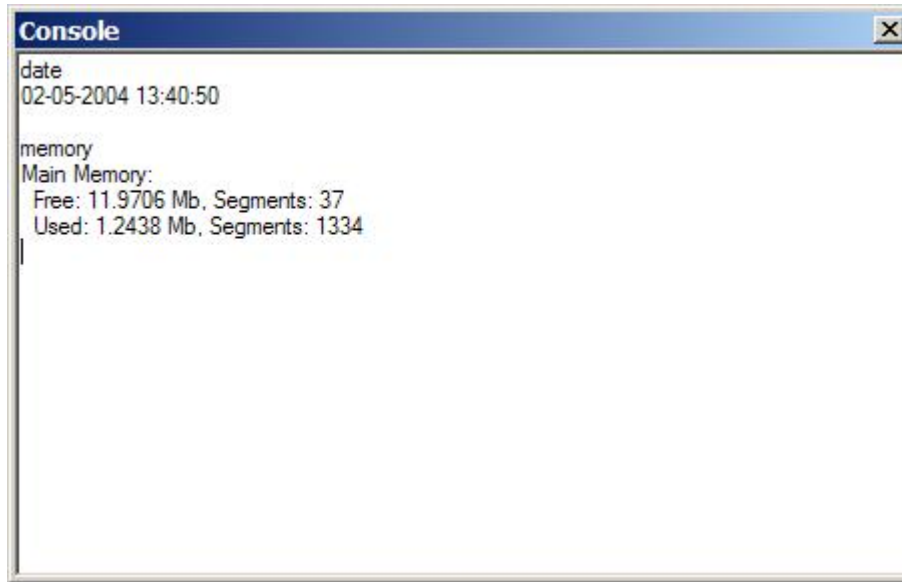 Console
date
02-05-2004 13:40:50
memory
Main Memory:
Free: 11.9706 Mb, Segments: 37
Used: 1.2438 Mb, Segments: 1334